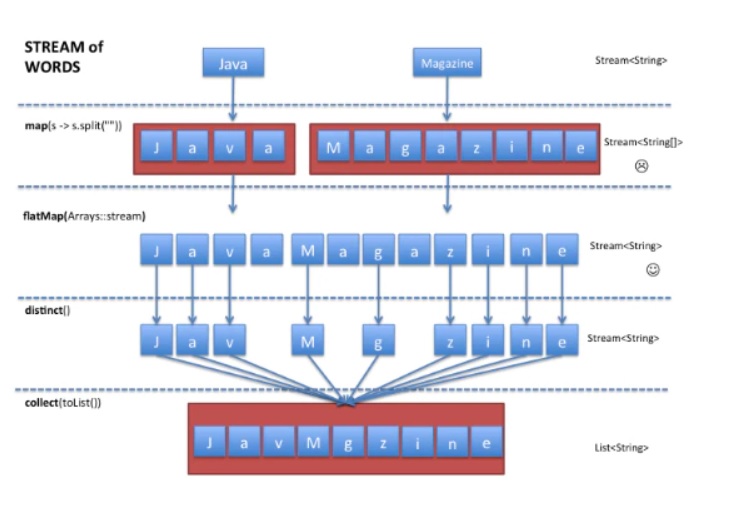 STREAM of
WORDS
Java
Magazine
Stream<String>
map(s -> s.split(""))
J a v a
M a g a z i n e
Stream<String[]>
☹
flatMap(Arrays::stream)
J a v a M a g a z i n e
Stream<String>
☺
distinct()
J a v M g z i n e
Stream<String>
collect(toList())
J a v M g z i n e
List<String>